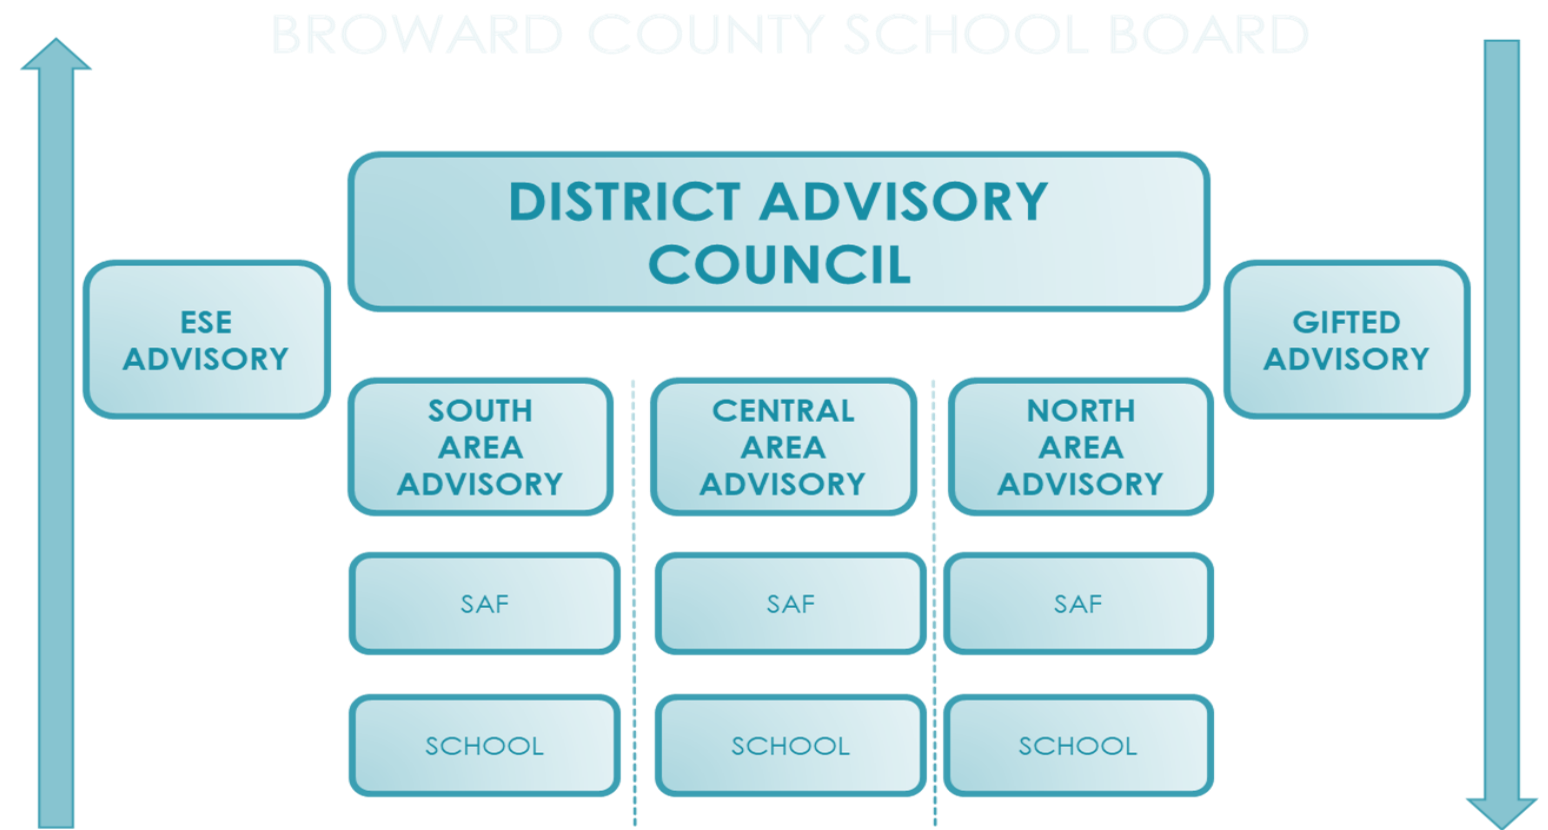 BROWARD COUNTY SCHOOL BOARD
DISTRICT ADVISORY
COUNCIL
ESE
ADVISORY
GIFTED
ADVISORY
SOUTH
AREA
ADVISORY
CENTRAL
AREA
ADVISORY
NORTH
AREA
ADVISORY
SAF
SAF
SAF
SCHOOL
SCHOOL
SCHOOL